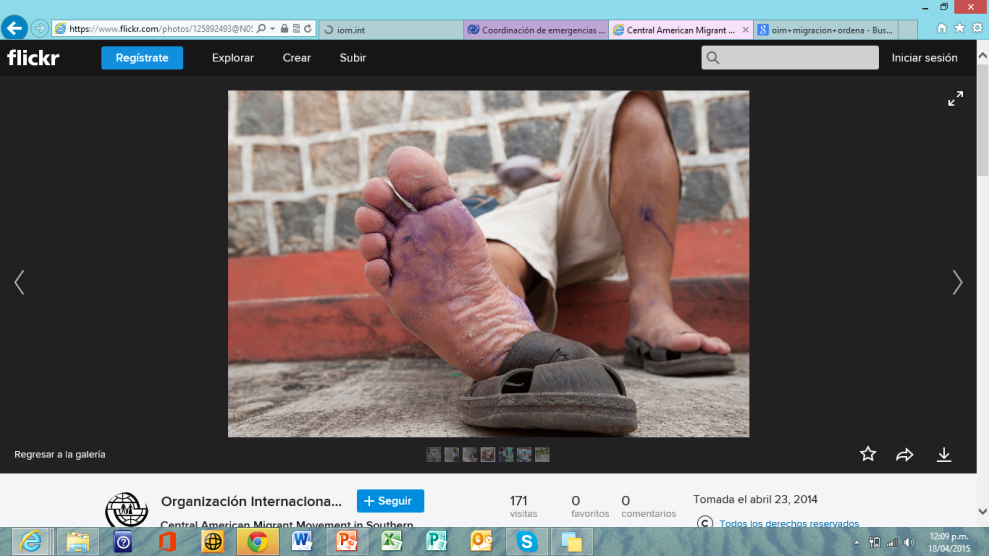 https://www.flickr.com/photos/125892493@N05
iom.int
Coordinación de emergencias ...
Central American Migrant ...
oim+migracion+ordena - Bus...
flickr
Regístrate
Explorar
Crear
Subir
Iniciar sesión
Regresar a la galería
Organización Internaciona...
+ Seguir
171
visitas
0
favoritos
0
comentarios
Tomada el abril 23, 2014
Central American Migrant Movement in Southern
Todos los derechos reservados
12:09 p.m.
18/04/2015